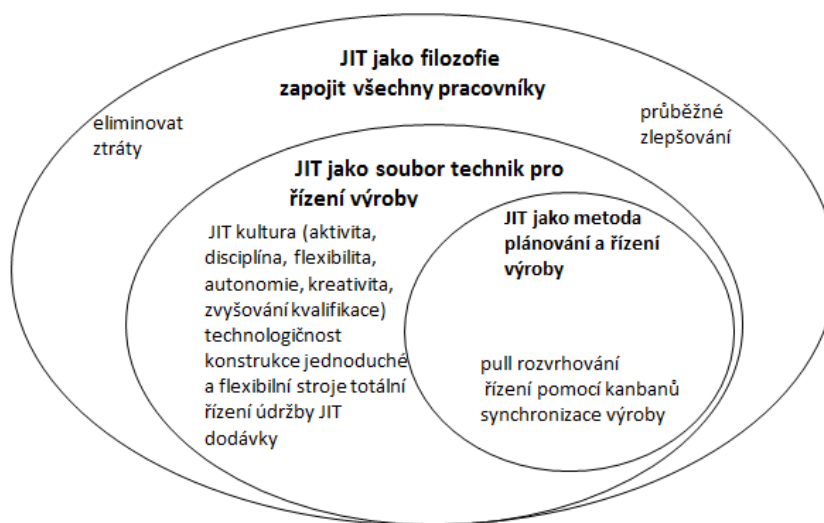 JIT jako filozofie
zapojit všechny pracovníky
eliminovat
ztráty
průběžné
zlepšování
JIT jako soubor technik pro
řízení výroby
JIT kultura (aktivita,
disciplína, flexibilita,
autonomie, kreativita,
zvyšování kvalifikace)
technologičnost
konstrukce jednoduché
a flexibilní stroje totální
řízení údržby JIT
dodávky
JIT jako metoda
plánování a řízení
výroby
pull rozvrhování
řízení pomocí kanbanů
synchronizace výroby